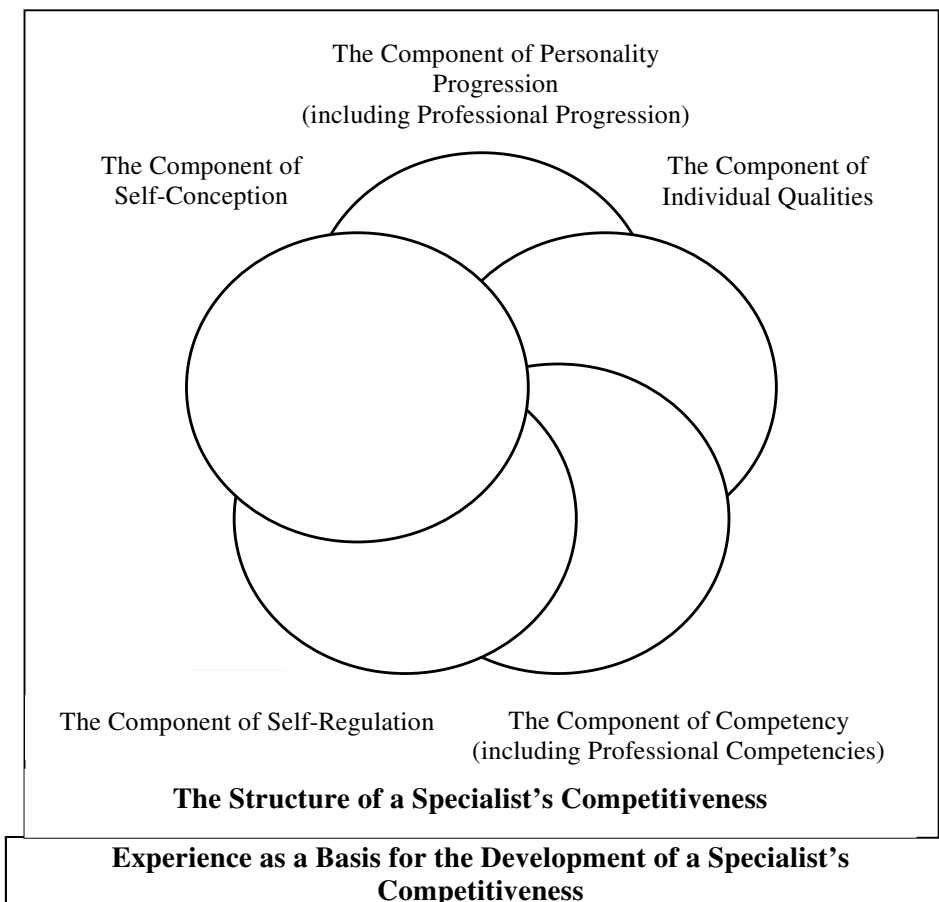 The Component of Personality
Progression
(including Professional Progression)
The Component of
Self-Conception
The Component of
Individual Qualities
The Component of Self-Regulation
The Component of Competency
(including Professional Competencies)
The Structure of a Specialist's Competitiveness
Experience as a Basis for the Development of a Specialist's
Competitiveness